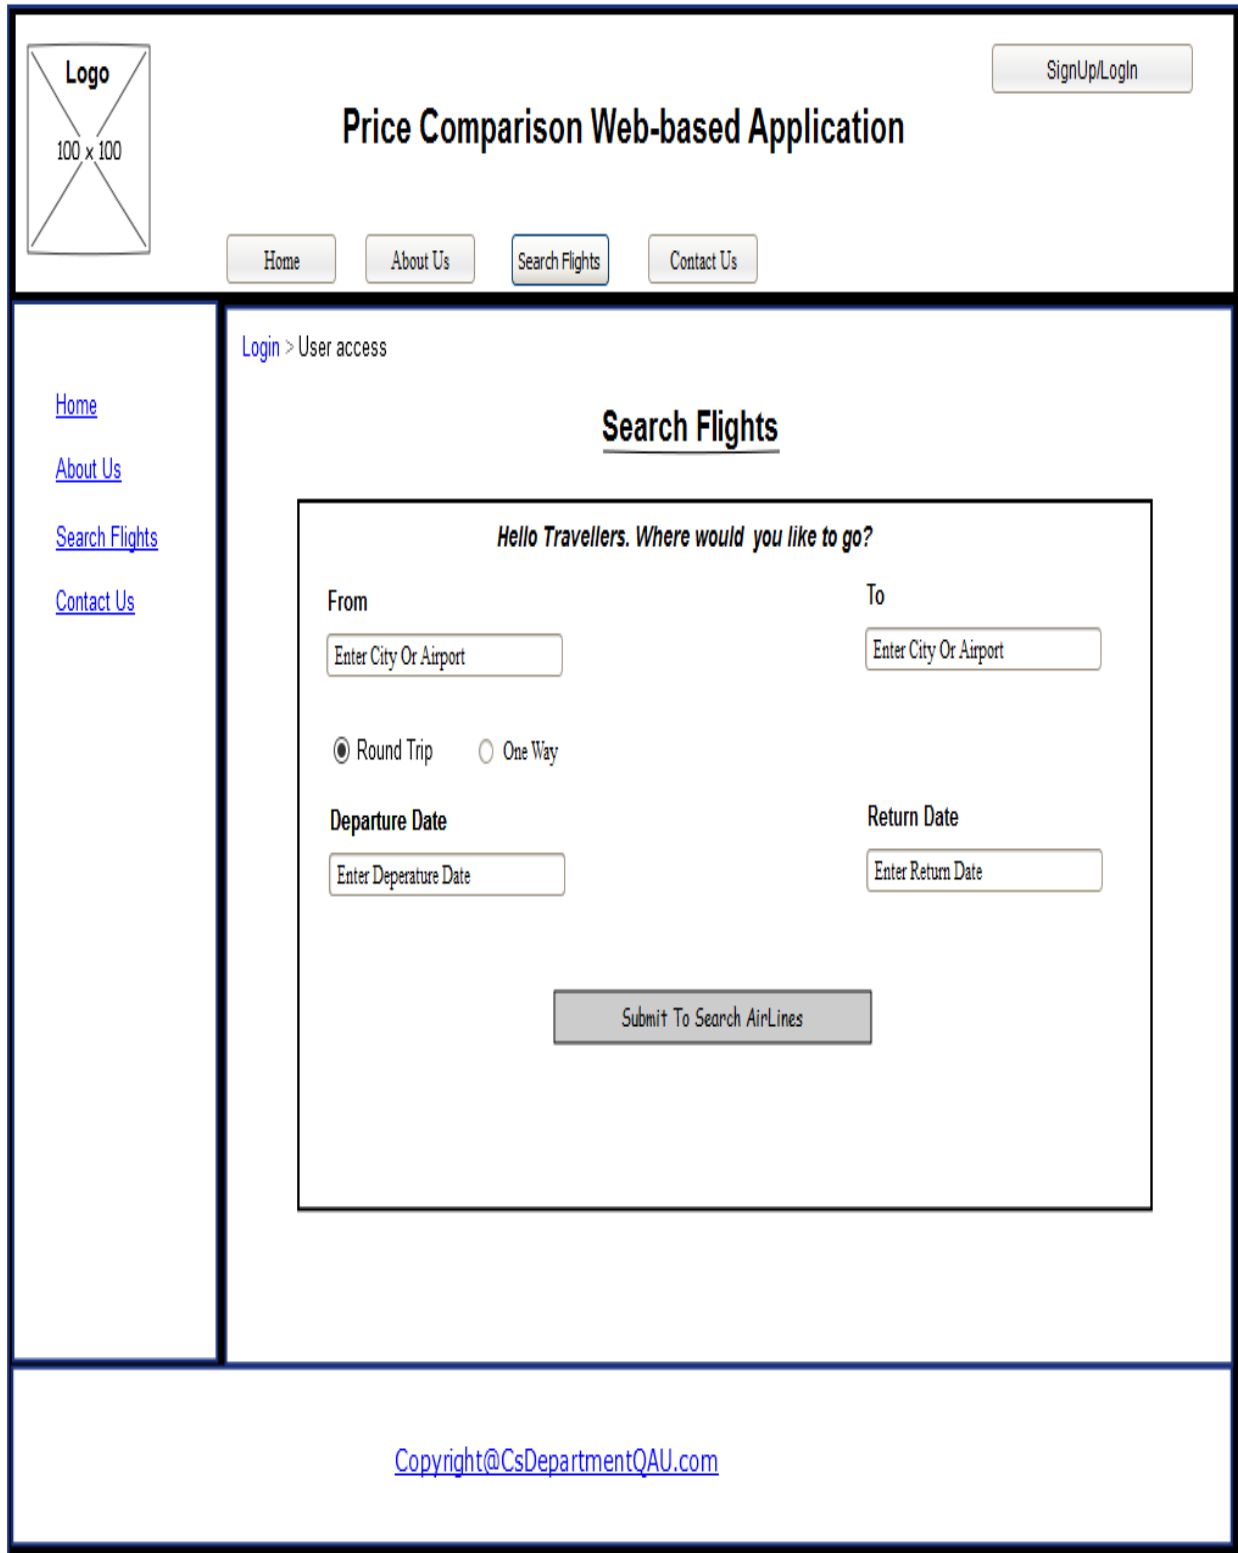 Logo
100 x 100
SignUp/LogIn
Price Comparison Web-based Application
Home About Us Search Flights Contact Us
Home
About Us
Search Flights
Contact Us
Login > User access
Search Flights
Hello Travellers. Where would you like to go?
From To
Enter City Or Airport Enter City Or Airport
Round Trip One Way
Departure Date Return Date
Enter Deperature Date Enter Return Date
Submit To Search AirLines
Copyright@CsDepartmentQAU.com